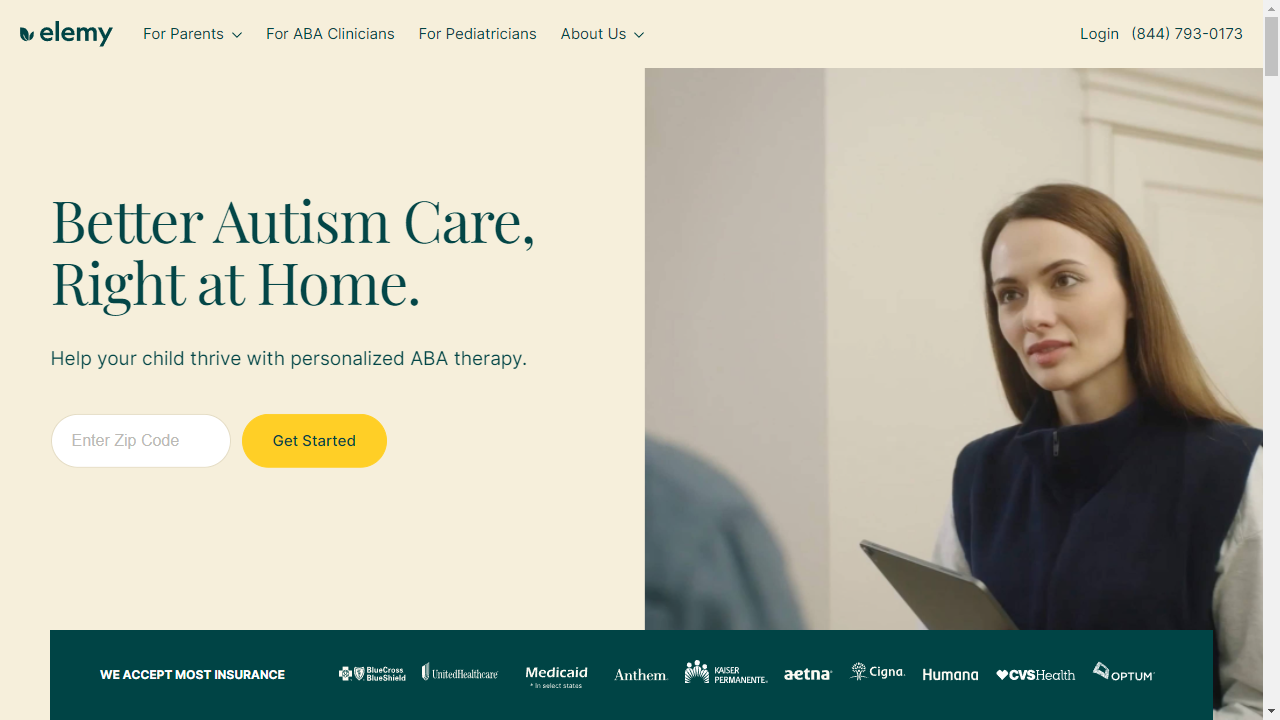 elemy
For Parents
For ABA Clinicians
For Pediatricians
About Us
Login
(844) 793-0173
Better Autism Care,
Right at Home.
Help your child thrive with personalized ABA therapy.
Enter Zip Code
Get Started
WE ACCEPT MOST INSURANCE
BlueCross
BlueShield
UnitedHealthcare
Medicaid
* In select states
Anthem
KAISER
PERMANENTE®
aetna
Cigna
Humana
CVSHealth
OPTUM